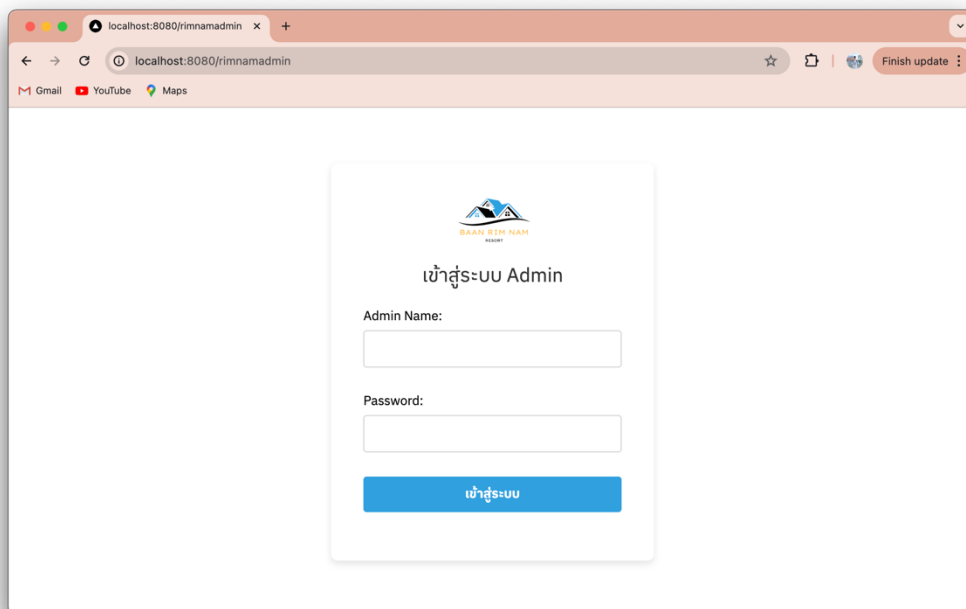 localhost:8080/rimnamadmin
localhost:8080/rimnamadmin
Finish update
Gmail YouTube Maps
BAAN RIM NAM
RESORT
เข้าสู่ระบบ Admin
Admin Name:
Password:
เข้าสู่ระบบ